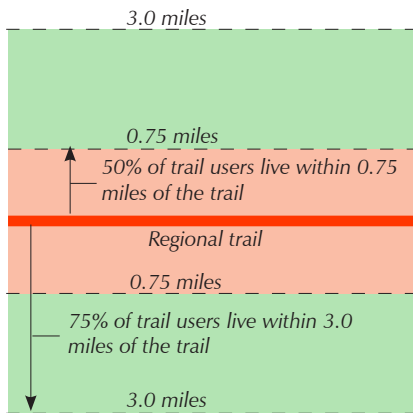 3.0 miles
0.75 miles
50% of trail users live within 0.75
miles of the trail
Regional trail
0.75 miles
75% of trail users live within 3.0
miles of the trail
3.0 miles